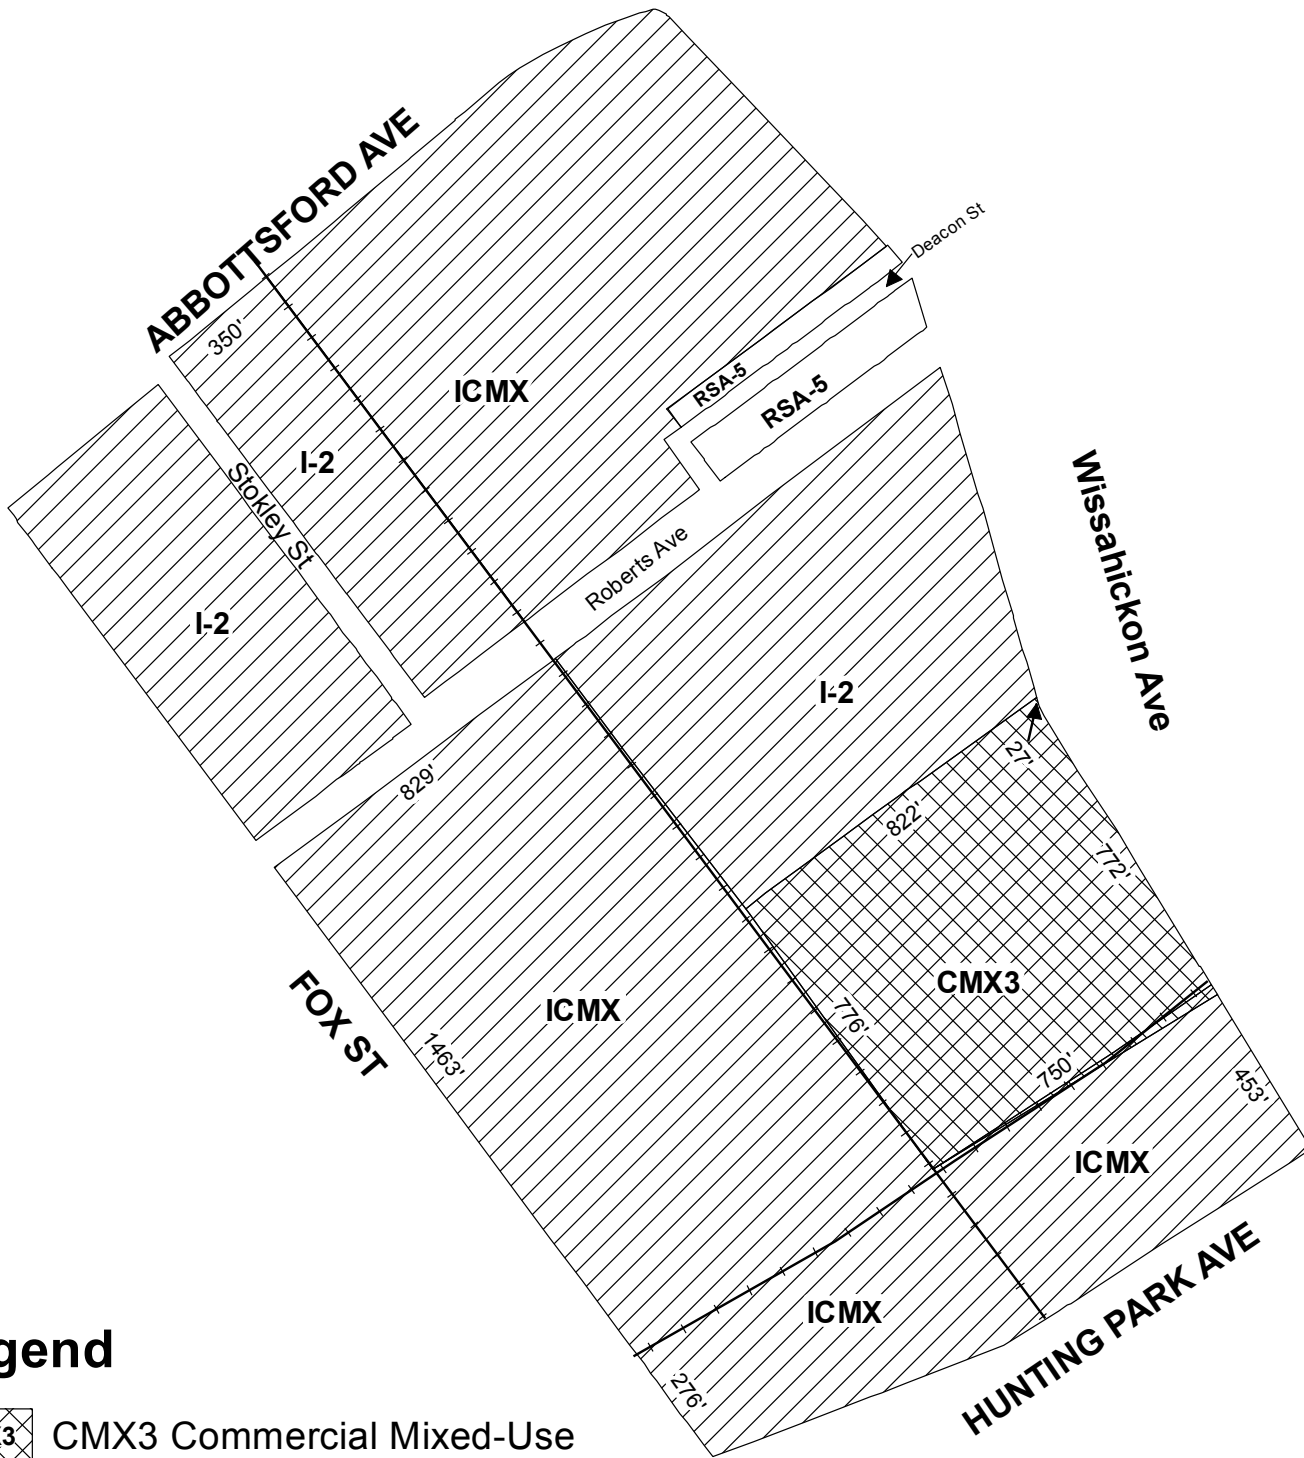 ABBOTTSFORD AVE
Deacon St
350'
RSA-5
RSA-5
ICMX
I-2
Stokley St
Wissahickon Ave
Roberts Ave
I-2
I-2
27'
829'
822'
772'
CMX3
FOX ST
ICMX
776'
1463'
750'
453'
ICMX
ICMX
HUNTING PARK AVE
276'
gend
3
CMX3 Commercial Mixed-Use